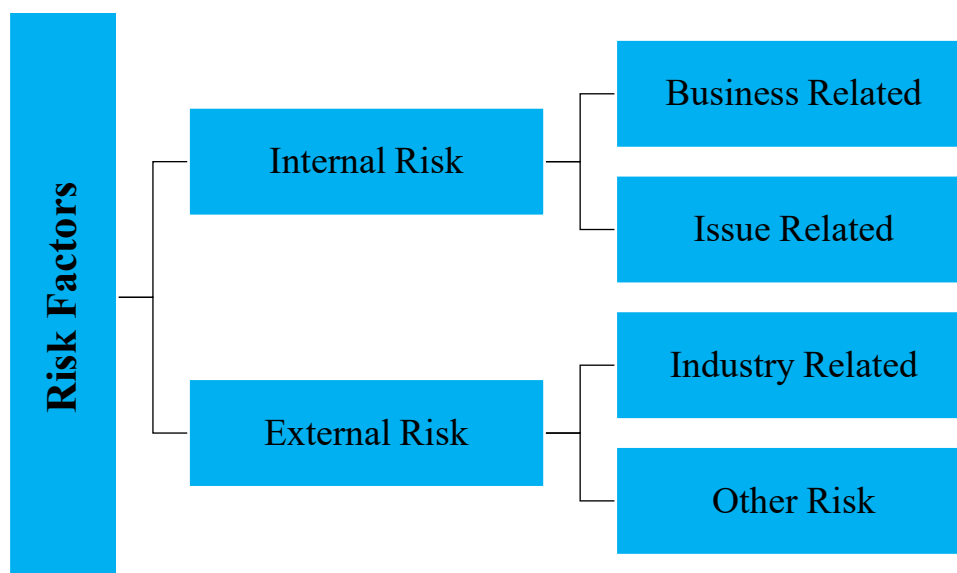 Risk Factors
Internal Risk
Business Related
Issue Related
External Risk
Industry Related
Other Risk